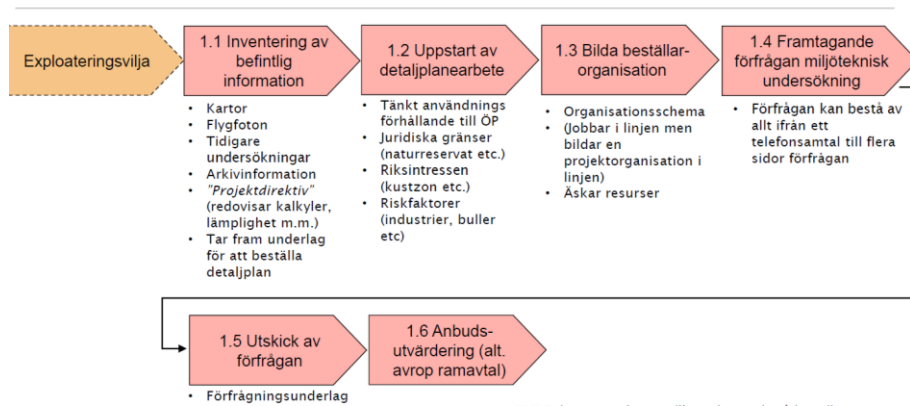 Exploateringsvilja
1.1 Inventering av
befintlig
information
• Kartor
• Flygfoton
• Tidigare
undersökningar
• Arkivinformation
• "Projektdirektiv"
(redovisar kalkyler,
lämplighet m.m.)
• Tar fram underlag
för att beställa
detaljplan
1.2 Uppstart av
detaljplanearbete
• Tänkt användnings
förhållande till ÖP
• Juridiska gränser
(naturreservat etc.)
• Riksintressen
(kustzon etc.)
• Riskfaktorer
(industrier, buller
etc)
1.3 Bilda beställar-
organisation
• Organisationsschema
• (Jobbar i linjen men
bildar en
projektorganisation i
linjen)
• Äskar resurser
1.4 Framtagande
förfrågan miljöteknisk
undersökning
• Förfrågan kan bestå av
allt ifrån ett
telefonsamtal till flera
sidor förfrågan
1.5 Utskick av
förfrågan
• Förfrågningsunderlag
1.6 Anbuds-
utvärdering (alt.
avrop ramavtal)